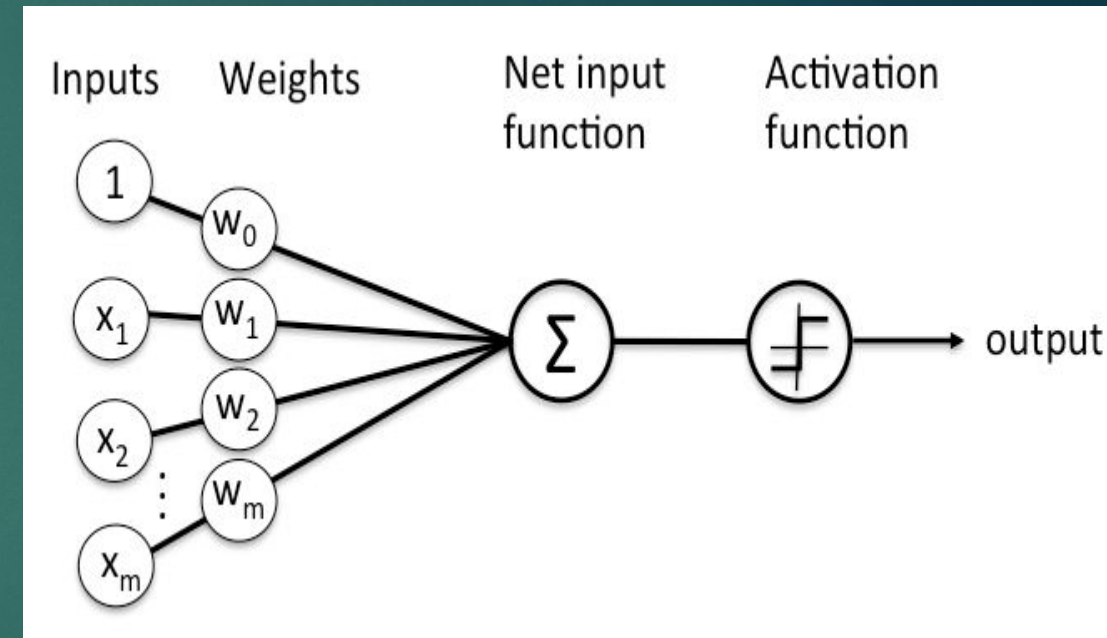 Inputs
Weights
Net input
function
Activation
function
1
x₁
x₂
⋮
xₘ
w₀
w₁
w₂
wₘ
Σ
output